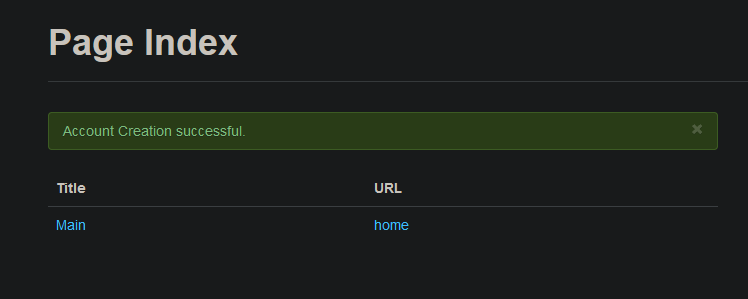 Page Index
Account Creation successful. ×
Title URL
Main home